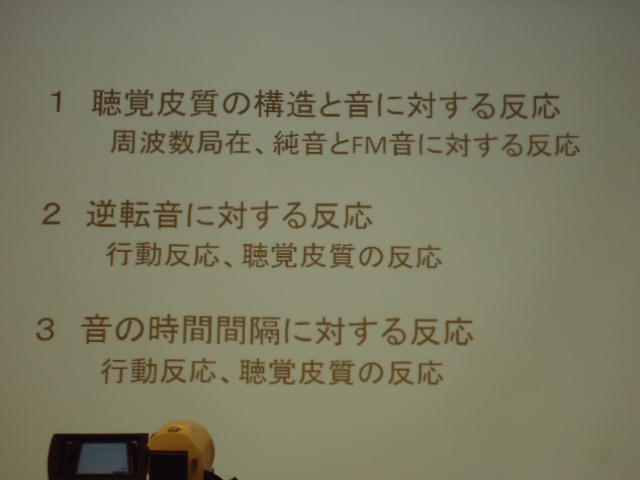 1 聴覚皮質の構造と音に対する反応
周波数局在、純音とFM音に対する反応
2 逆転音に対する反応
行動反応、聴覚皮質の反応
3 音の時間間隔に対する反応
行動反応、聴覚皮質の反応